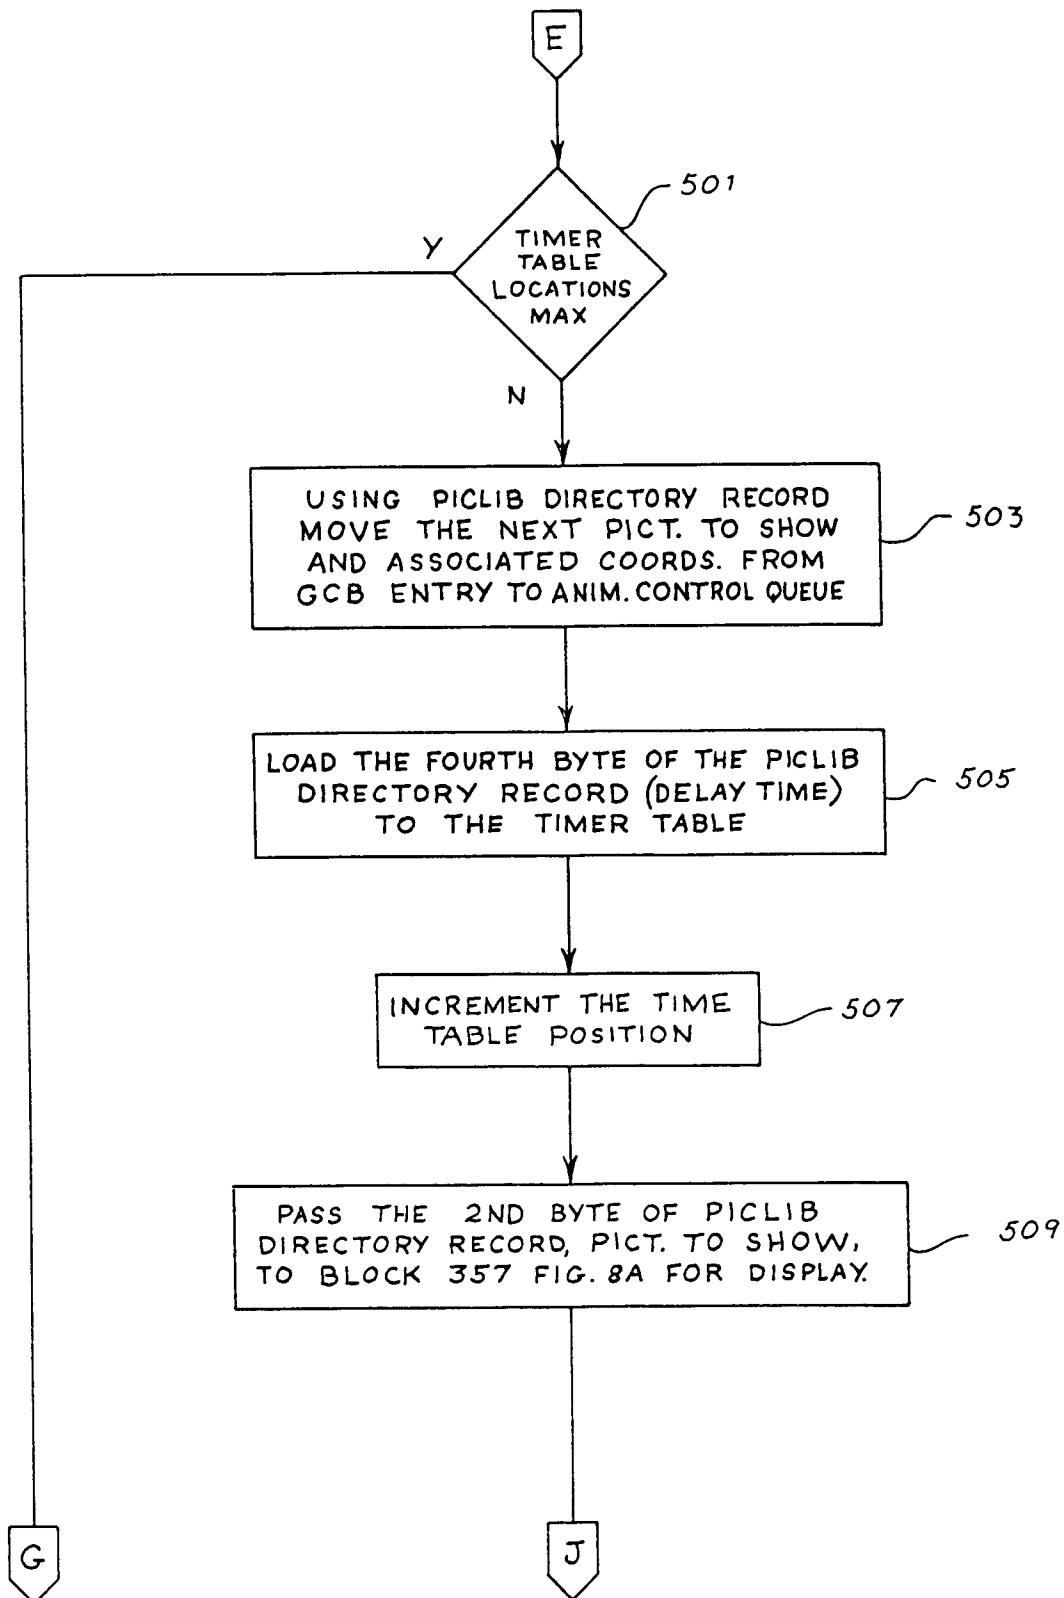 E
501
Y
TIMER
TABLE
LOCATIONS
MAX
N
USING PICLIB DIRECTORY RECORD
MOVE THE NEXT PICT. TO SHOW
AND ASSOCIATED COORDS. FROM
GCB ENTRY TO ANIM. CONTROL QUEUE
503
LOAD THE FOURTH BYTE OF THE PICLIB
DIRECTORY RECORD (DELAY TIME)
TO THE TIMER TABLE
505
INCREMENT THE TIME
TABLE POSITION
507
PASS THE 2ND BYTE OF PICLIB
DIRECTORY RECORD, PICT. TO SHOW,
TO BLOCK 357 FIG. 8A FOR DISPLAY.
509
G
J